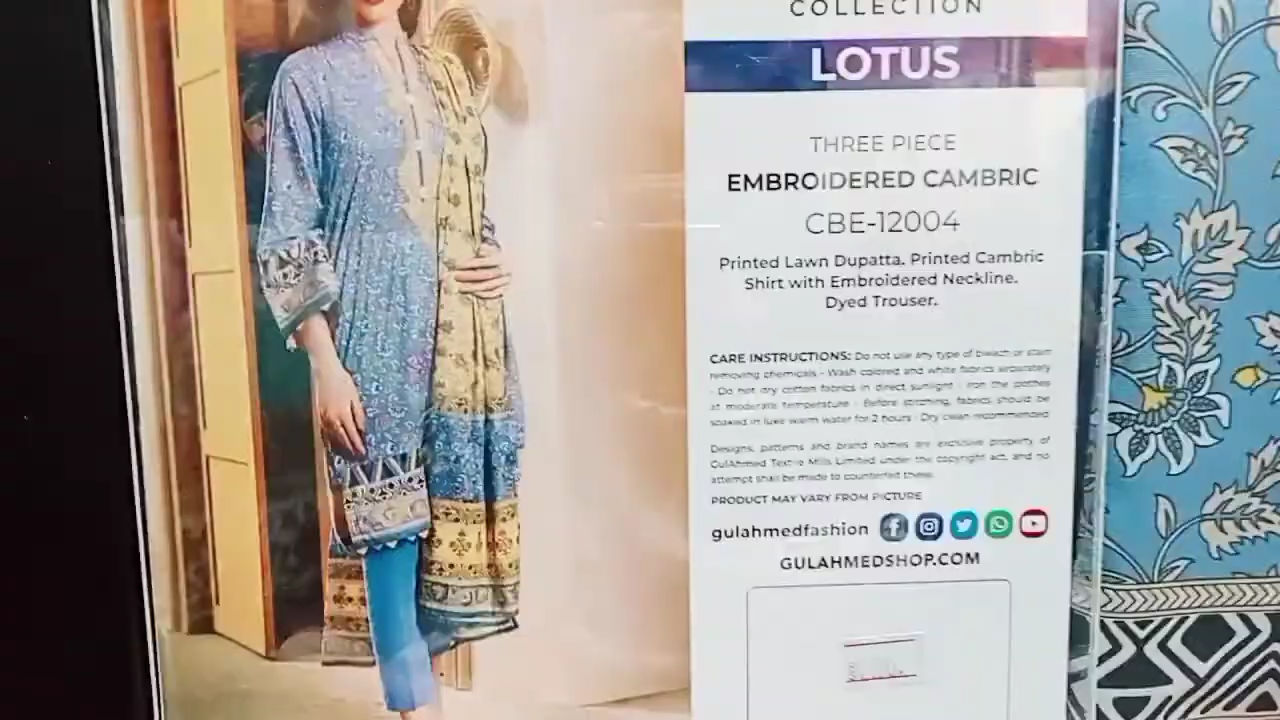 COLLECTION
LOTUS
THREE PIECE
EMBROIDERED CAMBRIC
CBE-12004
Printed Lawn Dupatta. Printed Cambric
Shirt with Embroidered Neckline.
Dyed Trouser.
CARE INSTRUCTIONS: Do not use any type of bleach or stain
removing chemicals - Wash colored and white fabrics separately
- Do not dry cotton fabrics in direct sunlight - Iron the clothes
at moderate temperature - Before stitching, fabrics should be
soaked in luke warm water for 2 hours - Dry clean recommended
Designs, patterns and brand names are exclusive property of
GulAhmed Textile Mills Limited under the copyright act, and no
attempt shall be made to counterfeit these.
PRODUCT MAY VARY FROM PICTURE
gulahmedfashion
GULAHMEDSHOP.COM